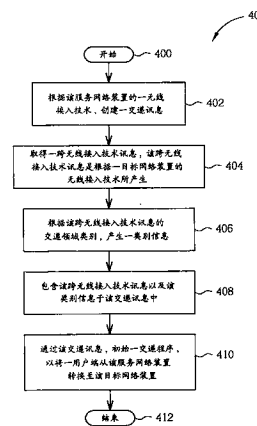 40
开始
400
根据该服务网络装置的一无线
接入技术、创建一交递讯息
402
取得一跨无线接入技术讯息，该跨无线
接入技术讯息是根据一目标网络装置的
无线接入技术所产生
404
根据该跨无线接入技术讯息的
交递领域类别，产生一类别信息
406
包含该跨无线接入技术讯息以及该
类别信息于该交递讯息中
408
通过该交递讯息，初始一交递程序，
以将一用户端从该服务网络装置
转换至该目标网络装置
410
结束
412